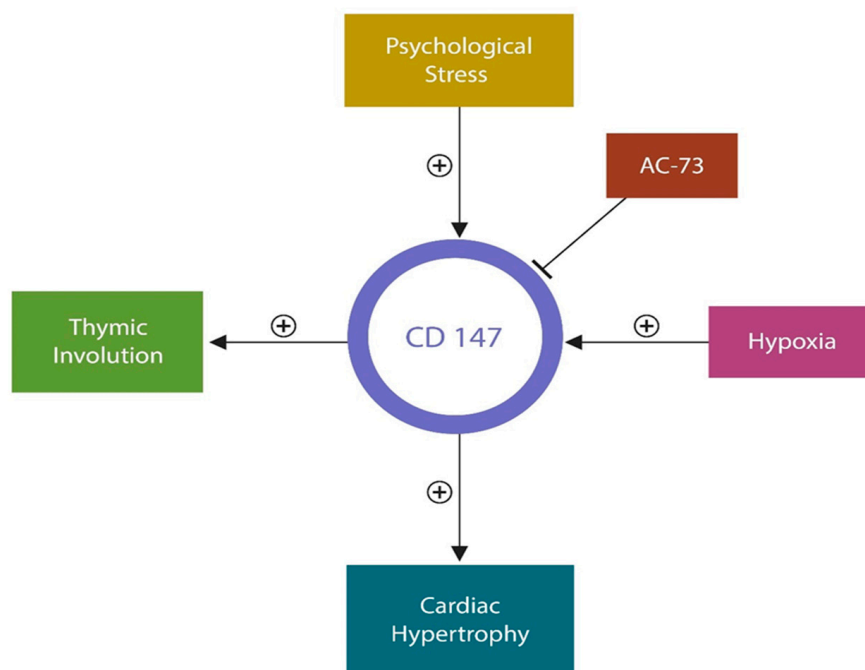 Psychological
Stress
+
AC-73
Thymic
Involution
+
CD 147
+
Hypoxia
+
Cardiac
Hypertrophy